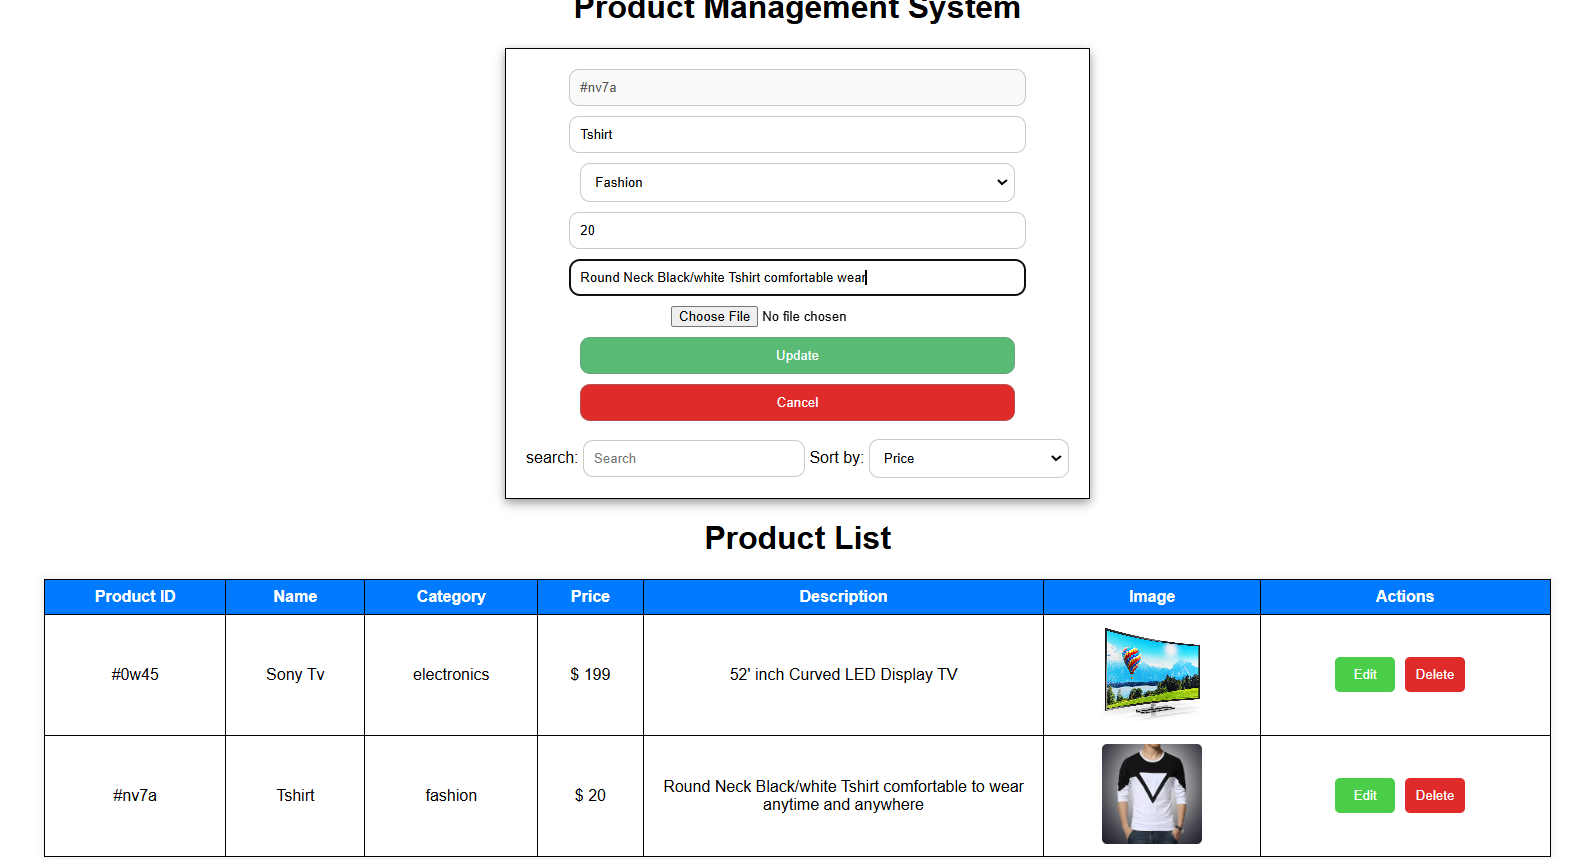 Product Management System
#nv7a
Tshirt
Fashion
20
Round Neck Black/white Tshirt comfortable wear
Choose File No file chosen
Update
Cancel
search: Search Sort by: Price
Product List
Product ID Name Category Price Description Image Actions
#0w45 Sony Tv electronics $ 199 52' inch Curved LED Display TV Edit Delete
#nv7a Tshirt fashion $ 20 Round Neck Black/white Tshirt comfortable to wear
anytime and anywhere Edit Delete